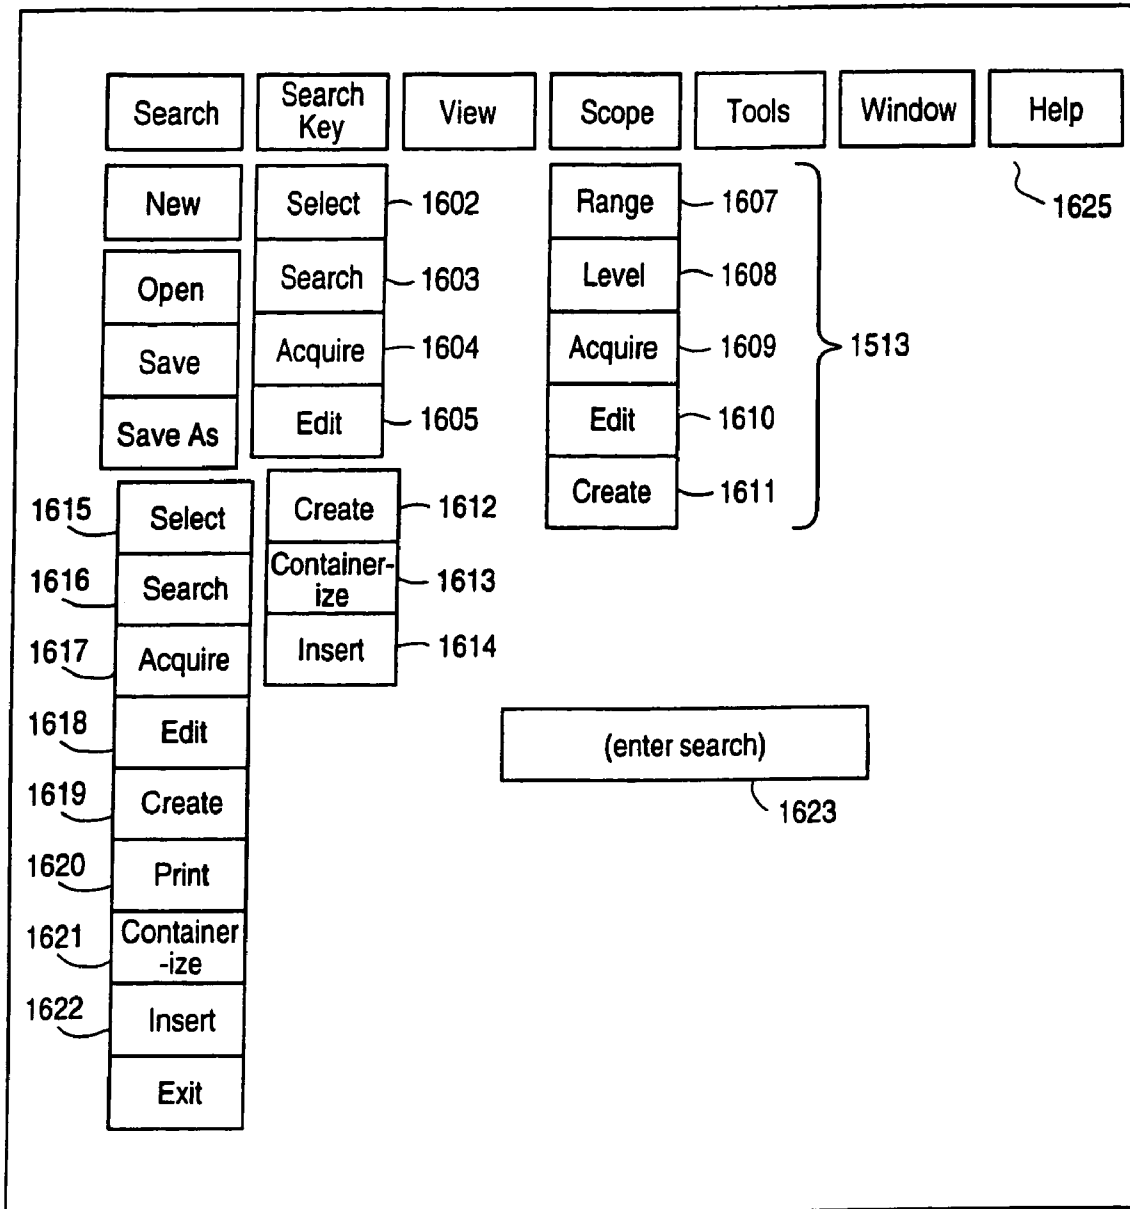 Search
Search
Key
View
Scope
Tools
Window
Help
1625
New
Open
Save
Save As
1615
Select
1616
Search
1617
Acquire
1618
Edit
1619
Create
1620
Print
1621
Container
-ize
1622
Insert
Exit
Select
1602
Search
1603
Acquire
1604
Edit
1605
Create
1612
Container-
ize
1613
Insert
1614
Range
1607
Level
1608
Acquire
1609
Edit
1610
Create
1611
1513
(enter search)
1623